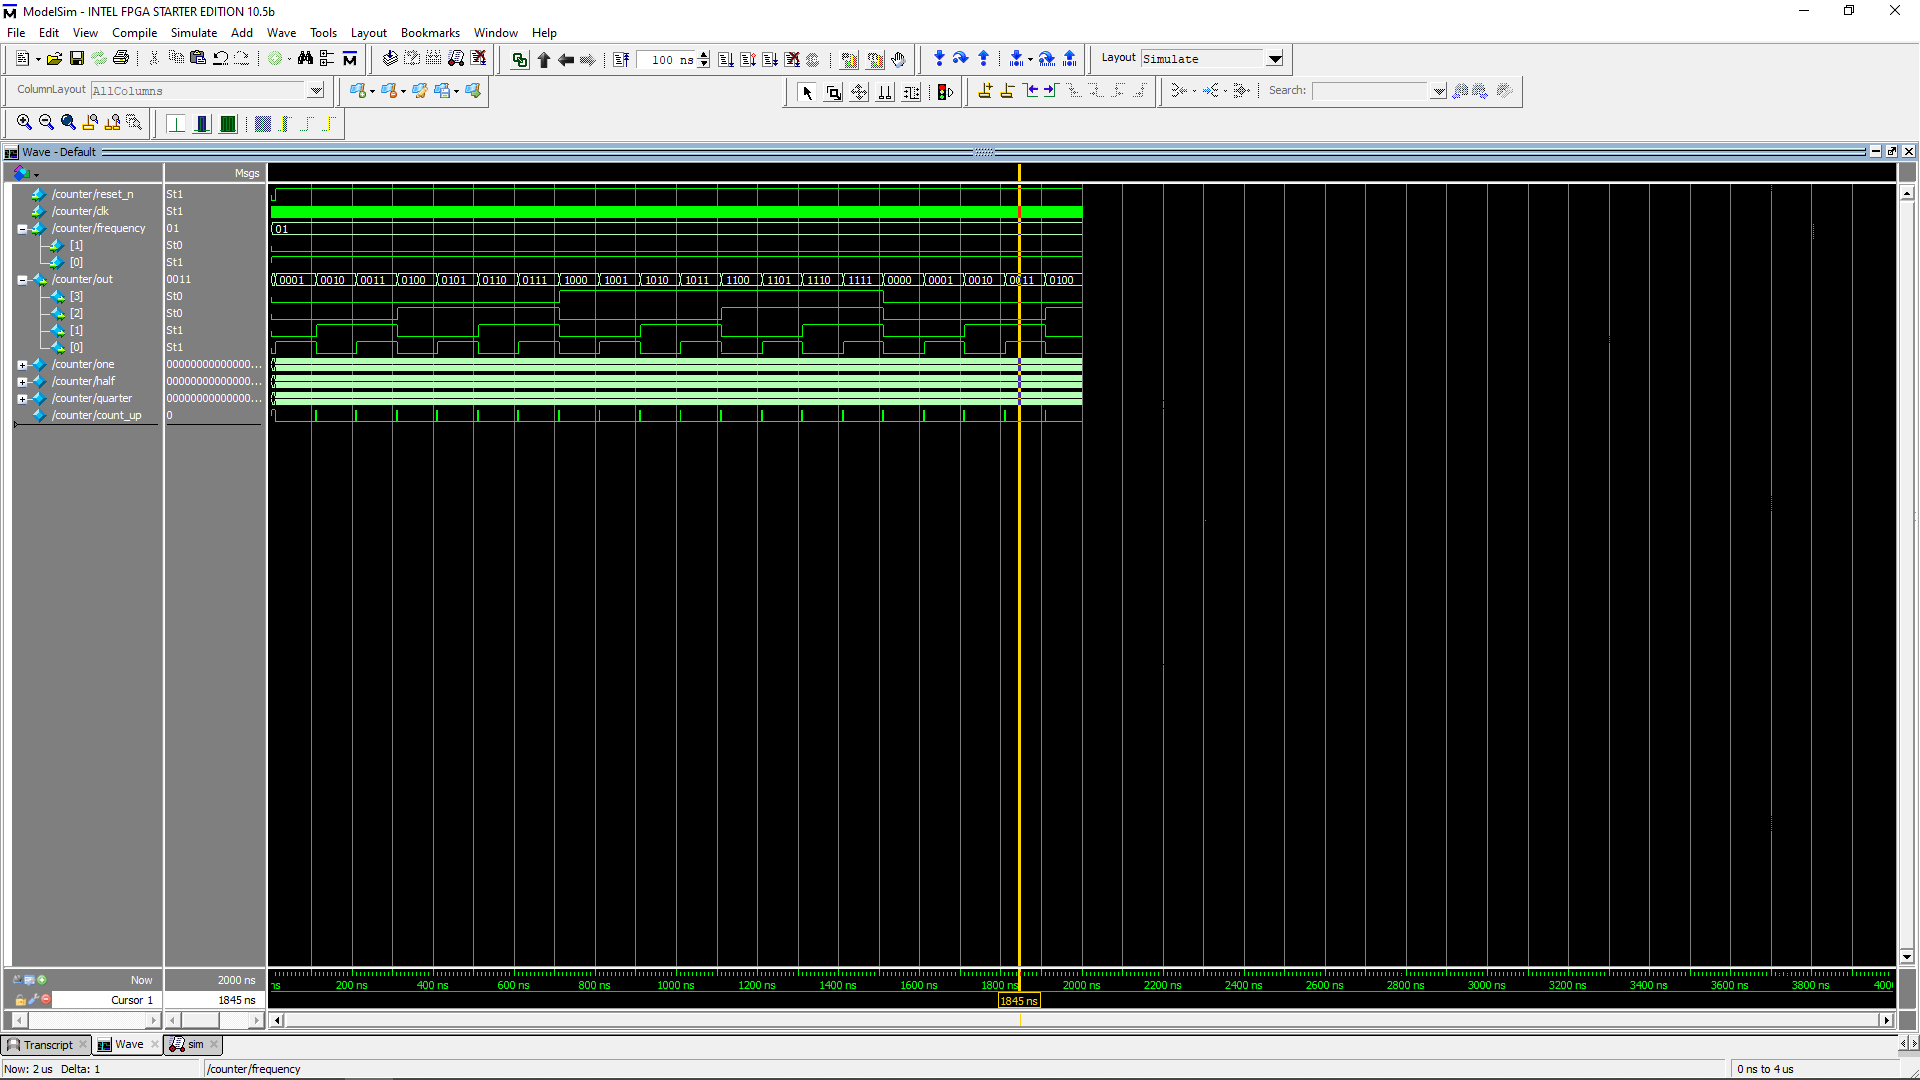 ModelSim - INTEL FPGA STARTER EDITION 10.5b
File Edit View Compile Simulate Add Wave Tools Layout Bookmarks Window Help
100 ns Layout Simulate
ColumnLayout AllColumns Search:
Wave - Default
Msgs
/counter/reset_n St1
/counter/clk St1
/counter/frequency 01 01
[1] St0
[0] St1
/counter/out 0011 0001 0010 0011 0100 0101 0110 0111 1000 1001 1010 1011 1100 1101 1110 1111 0000 0001 0010 0011 0100
[3] St0
[2] St0
[1] St1
[0] St1
/counter/one 00000000000000...
/counter/half 00000000000000...
/counter/quarter 00000000000000...
/counter/count_up 0
Now 2000 ns ns 200 ns 400 ns 600 ns 800 ns 1000 ns 1200 ns 1400 ns 1600 ns 1800 ns 2000 ns 2200 ns 2400 ns 2600 ns 2800 ns 3000 ns 3200 ns 3400 ns 3600 ns 3800 ns 400
Cursor 1 1845 ns 1845 ns
Transcript Wave sim
Now: 2 us Delta: 1 /counter/frequency 0 ns to 4 us